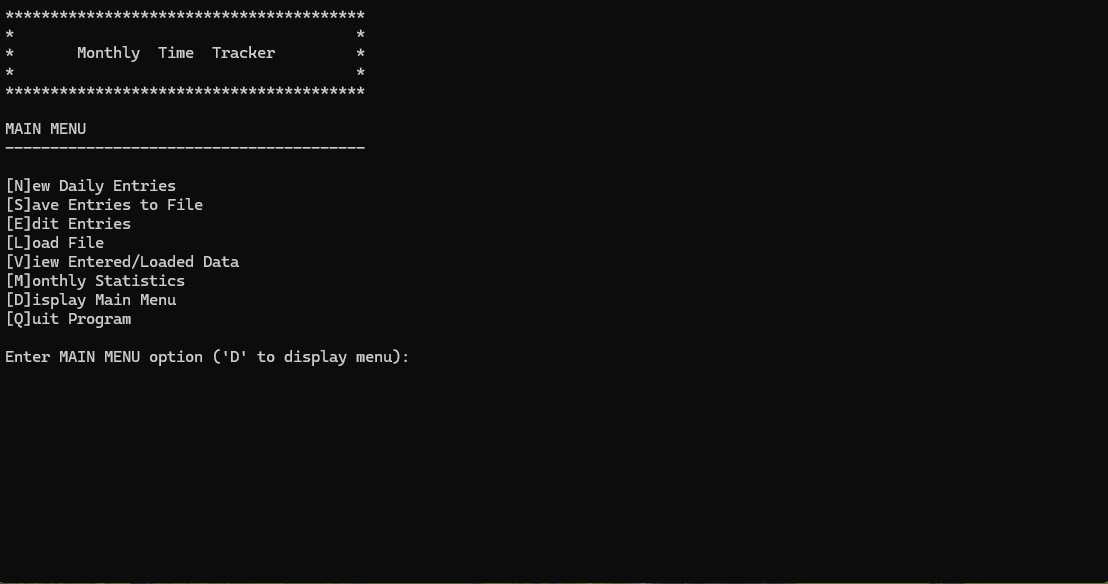 ****************************************
*                                      *
*       Monthly  Time  Tracker         *
*                                      *
****************************************
MAIN MENU
----------------------------------------
[N]ew Daily Entries
[S]ave Entries to File
[E]dit Entries
[L]oad File
[V]iew Entered/Loaded Data
[M]onthly Statistics
[D]isplay Main Menu
[Q]uit Program
Enter MAIN MENU option ('D' to display menu):